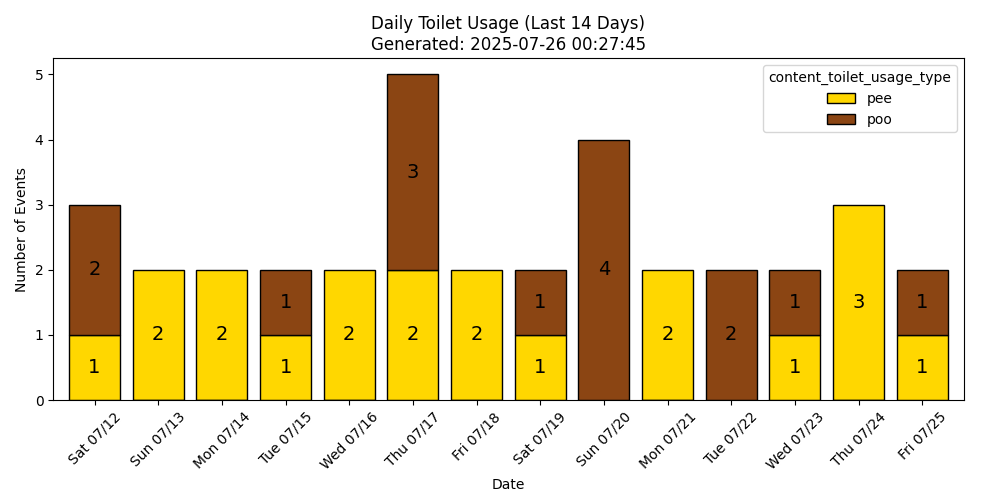 Daily Toilet Usage (Last 14 Days)
Generated: 2025-07-26 00:27:45
content_toilet_usage_type
pee
poo
Number of Events
5
4
3
2
1
0
2
1
2
2
1
1
2
3
2
2
1
1
4
2
2
1
1
3
1
1
Sat 07/12
Sun 07/13
Mon 07/14
Tue 07/15
Wed 07/16
Thu 07/17
Fri 07/18
Sat 07/19
Sun 07/20
Mon 07/21
Tue 07/22
Wed 07/23
Thu 07/24
Fri 07/25
Date